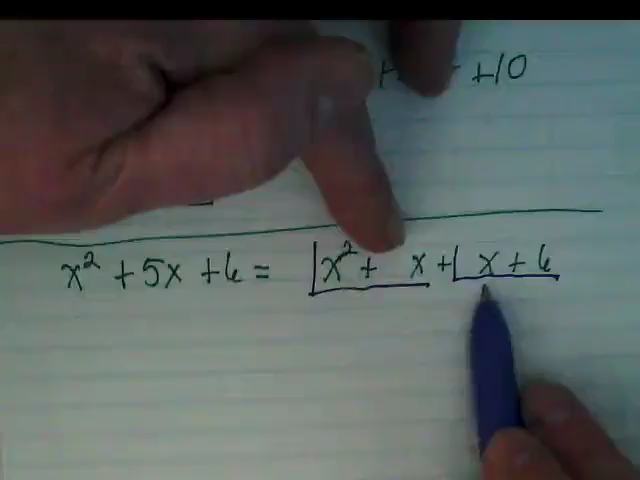 +10
x² + 5x + 6 = x² + x + x + 6